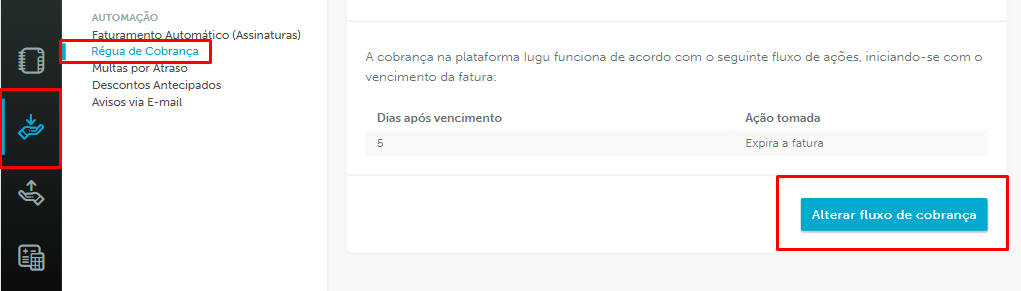 AUTOMAÇÃO
Faturamento Automático (Assinaturas)
Régua de Cobrança
Multas por Atraso
Descontos Antecipados
Avisos via E-mail
A cobrança na plataforma Iugu funciona de acordo com o seguinte fluxo de ações, iniciando-se com o
vencimento da fatura:
Dias após vencimento Ação tomada
5 Expira a fatura
Alterar fluxo de cobrança